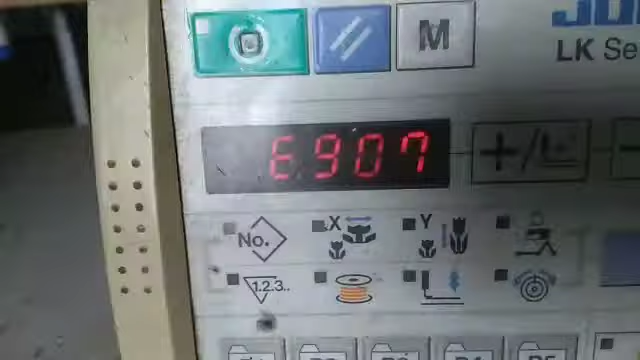 M
LK Se
E907
+/
No.
X
Y
1.2.3..